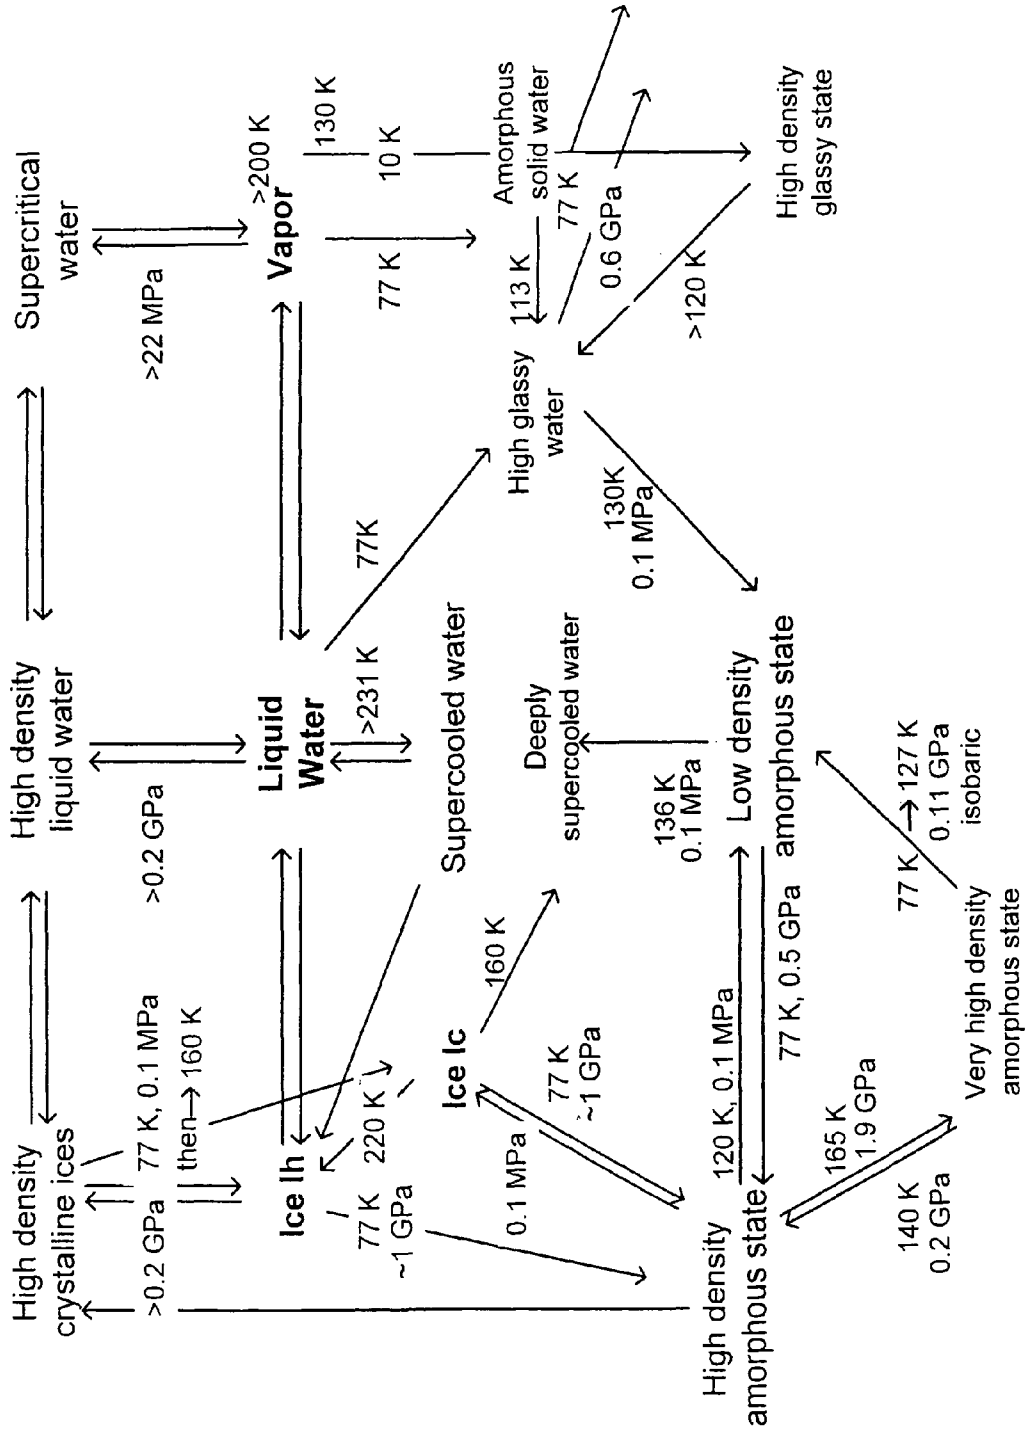 High density
crystalline ices
High density
liquid water
Supercritical
water
>0.2 GPa
77 K, 0.1 MPa
then→160 K
>0.2 GPa
>22 MPa
Ice Ih
Liquid
Water
Vapor
>200 K
77 K
~1 GPa
220 K
>231 K
77K
77 K
130 K
10 K
Ice Ic
Supercooled water
0.1 MPa
77 K
~1 GPa
160 K
Deeply
supercooled water
High glassy
water
113 K
Amorphous
solid water
77 K
0.6 GPa
136 K
0.1 MPa
130K
0.1 MPa
>120 K
High density
amorphous state
120 K, 0.1 MPa
77 K, 0.5 GPa
Low density
amorphous state
High density
glassy state
140 K
0.2 GPa
165 K
1.9 GPa
77 K → 127 K
0.11 GPa
isobaric
Very high density
amorphous state